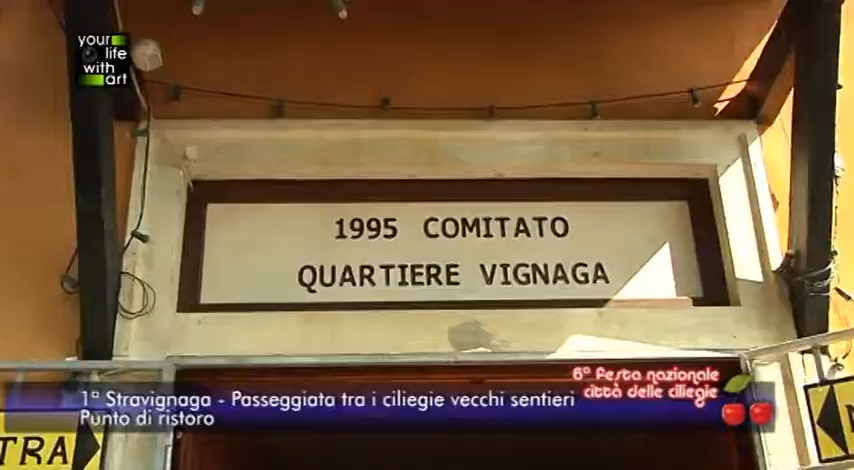 your
life
with
art
1995 COMITATO
QUARTIERE VIGNAGA
6ª Festa nazionale
città delle ciliegie
1ª Stravignaga - Passeggiata tra i ciliegie vecchi sentieri
Punto di ristoro
TRA